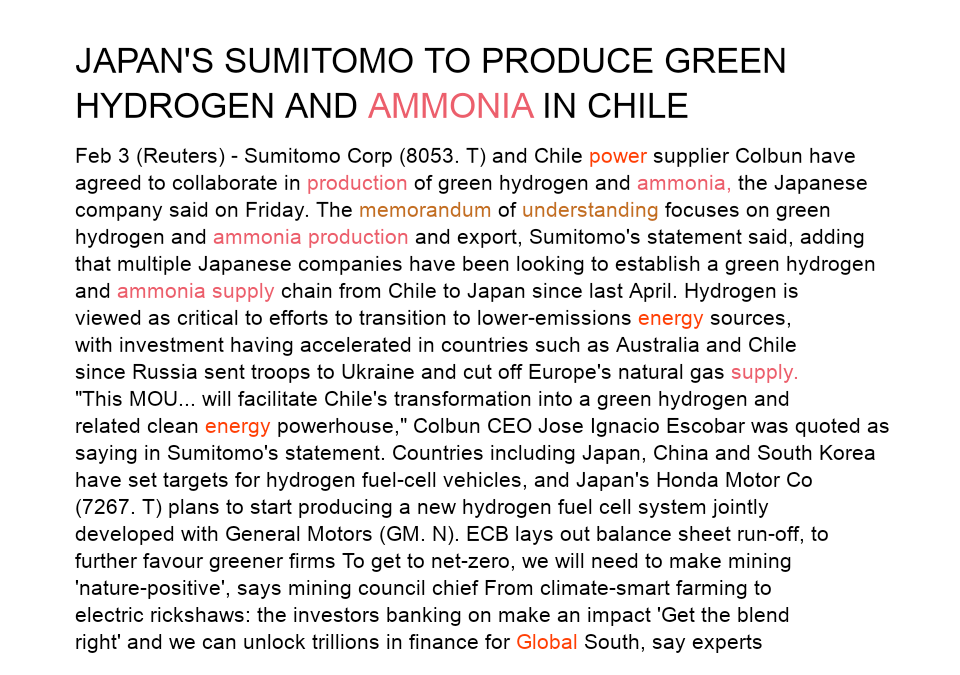 JAPAN'S SUMITOMO TO PRODUCE GREEN
HYDROGEN AND AMMONIA IN CHILE
Feb 3 (Reuters) - Sumitomo Corp (8053. T) and Chile power supplier Colbun have
agreed to collaborate in production of green hydrogen and ammonia, the Japanese
company said on Friday. The memorandum of understanding focuses on green
hydrogen and ammonia production and export, Sumitomo's statement said, adding
that multiple Japanese companies have been looking to establish a green hydrogen
and ammonia supply chain from Chile to Japan since last April. Hydrogen is
viewed as critical to efforts to transition to lower-emissions energy sources,
with investment having accelerated in countries such as Australia and Chile
since Russia sent troops to Ukraine and cut off Europe's natural gas supply.
"This MOU... will facilitate Chile's transformation into a green hydrogen and
related clean energy powerhouse," Colbun CEO Jose Ignacio Escobar was quoted as
saying in Sumitomo's statement. Countries including Japan, China and South Korea
have set targets for hydrogen fuel-cell vehicles, and Japan's Honda Motor Co
(7267. T) plans to start producing a new hydrogen fuel cell system jointly
developed with General Motors (GM. N). ECB lays out balance sheet run-off, to
further favour greener firms To get to net-zero, we will need to make mining
'nature-positive', says mining council chief From climate-smart farming to
electric rickshaws: the investors banking on make an impact 'Get the blend
right' and we can unlock trillions in finance for Global South, say experts